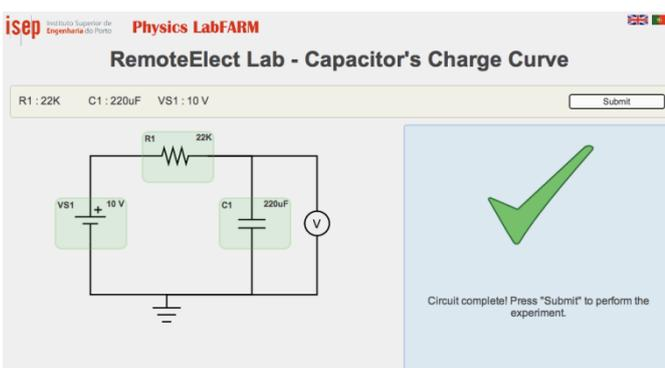 isep Instituto Superior de
Engenharia do Porto
Physics LabFARM
RemoteElect Lab - Capacitor's Charge Curve
R1 : 22K C1 : 220uF VS1 : 10 V
Submit
R1 22K
VS1 + 10 V
C1 220uF
V
Circuit complete! Press "Submit" to perform the
experiment.